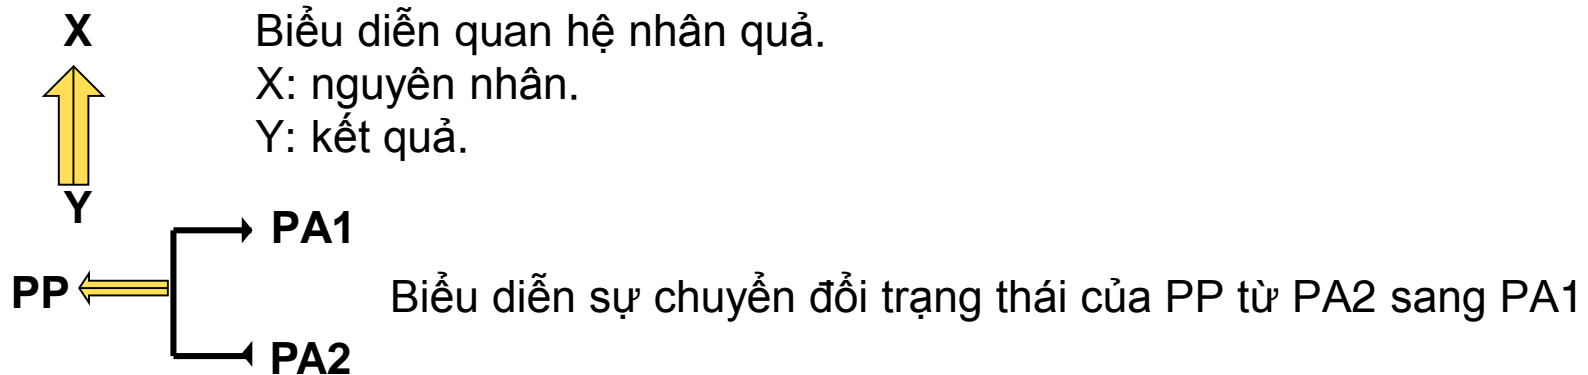 X Biểu diễn quan hệ nhân quả.
X: nguyên nhân.
Y: kết quả.
Y
PA1
PP Biểu diễn sự chuyển đổi trạng thái của PP từ PA2 sang PA1
PA2